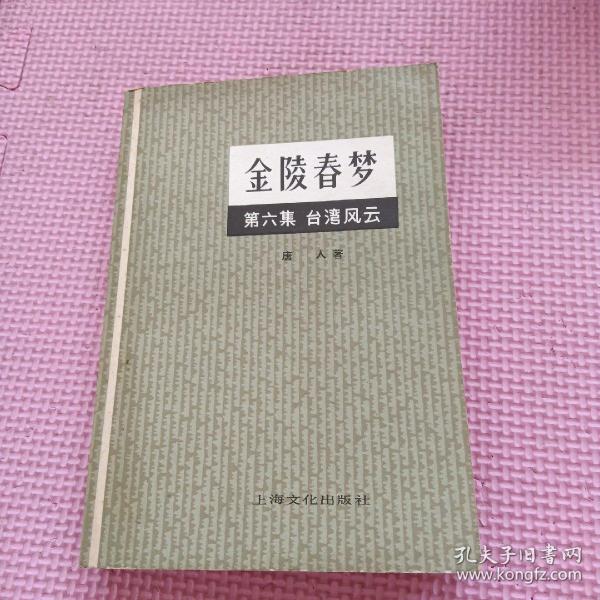 金陵春梦
第六集 台湾风云
唐 人 著
上海文化出版社
孔夫子旧書网
www.kongfz.com